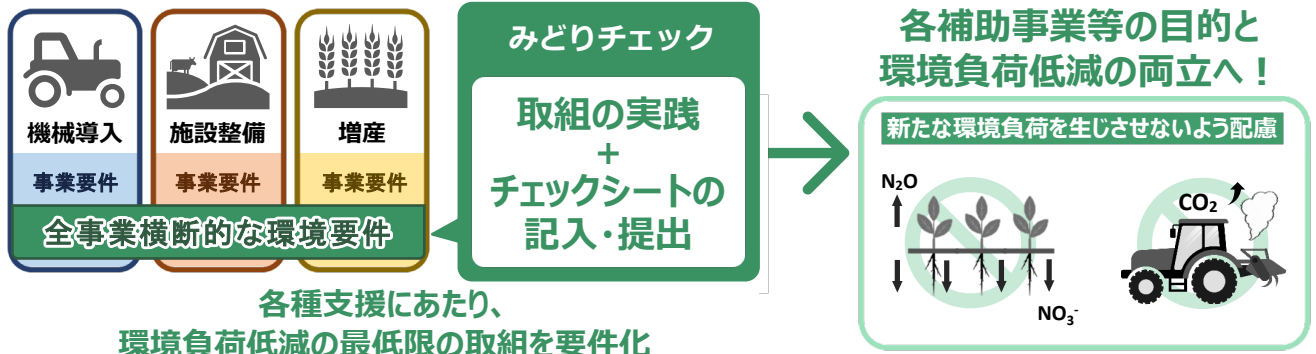 機械導入
事業要件
施設整備
事業要件
増産
事業要件
全事業横断的な環境要件
各種支援にあたり、
環境負荷低減の最低限の取組を要件化
みどりチェック
取組の実践
+
チェックシートの
記入・提出
各補助事業等の目的と
環境負荷低減の両立へ！
新たな環境負荷を生じさせないよう配慮
N₂O
NO₃⁻
CO₂